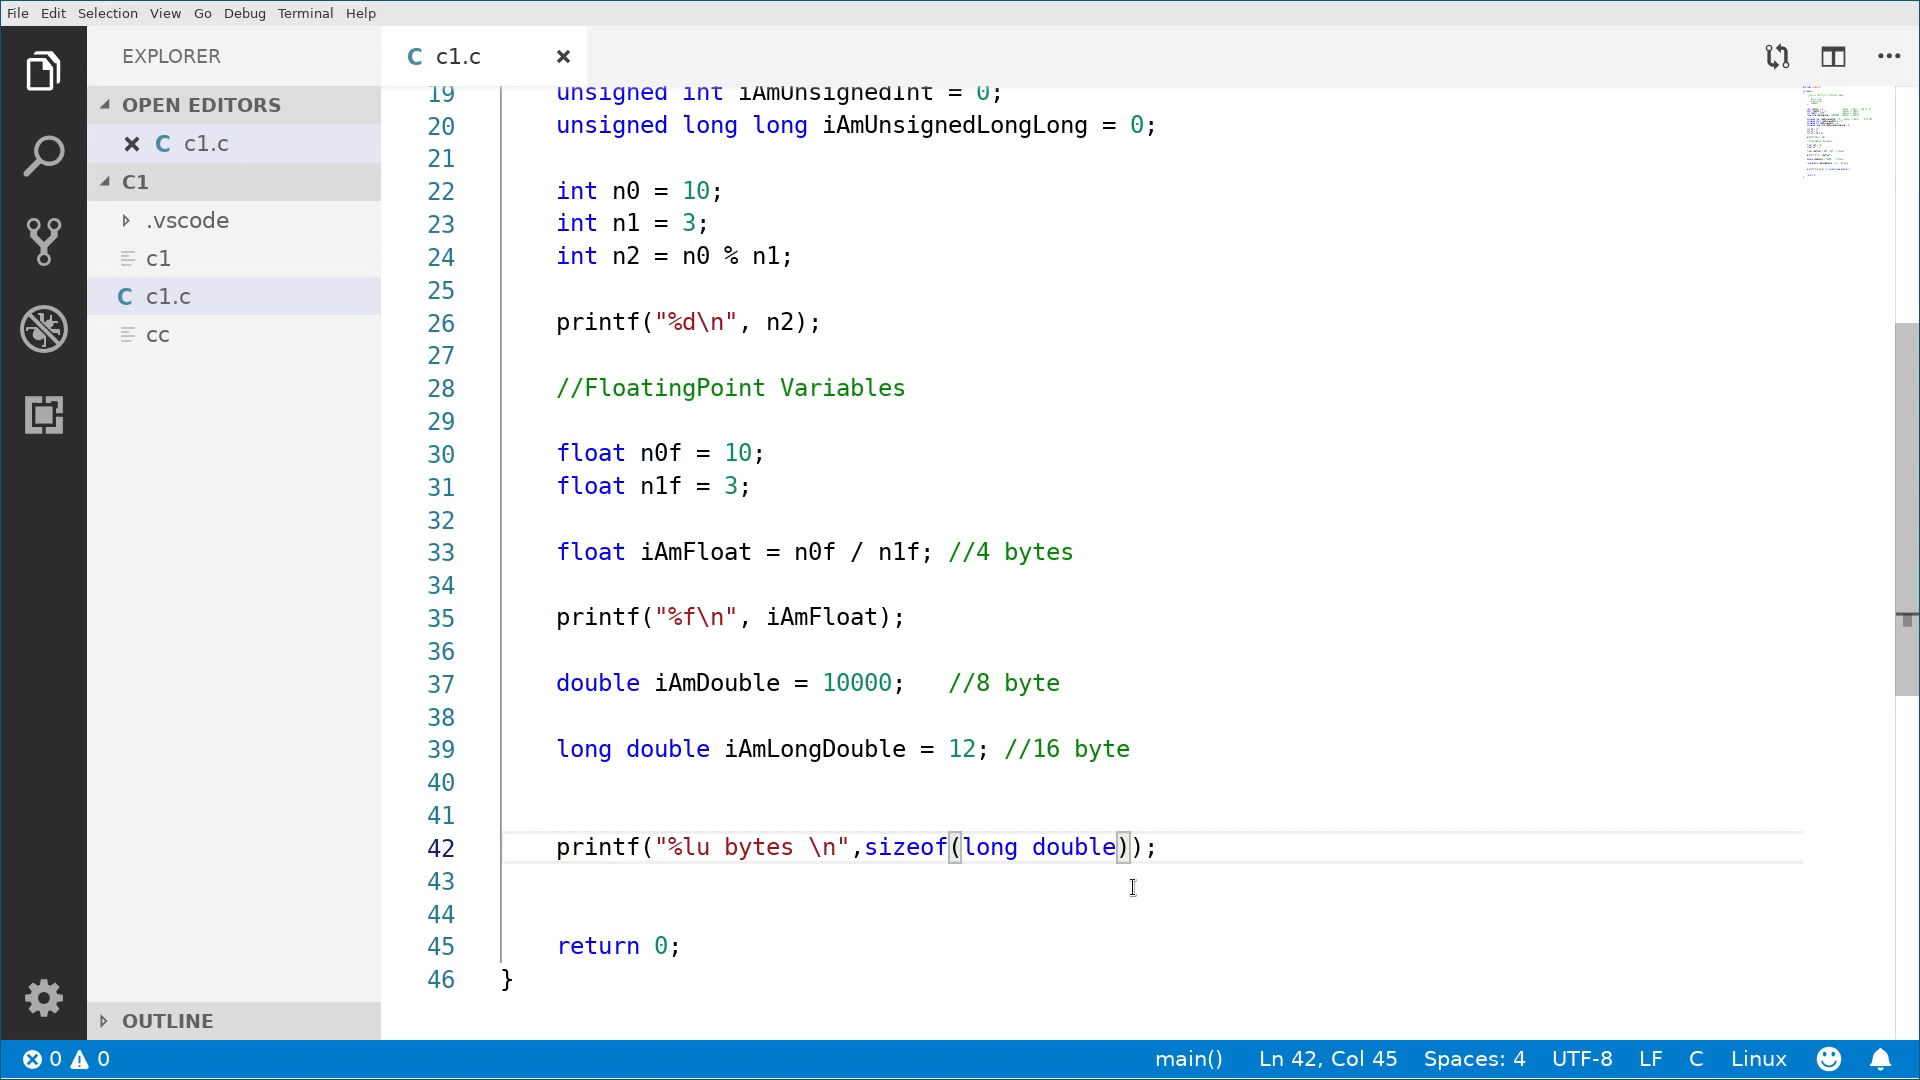 File Edit Selection View Go Debug Terminal Help
EXPLORER
OPEN EDITORS
C c1.c
C1
.vscode
c1
C c1.c
cc
OUTLINE
C c1.c
19 unsigned int iAmUnsignedInt = 0;
20 unsigned long long iAmUnsignedLongLong = 0;
21
22 int n0 = 10;
23 int n1 = 3;
24 int n2 = n0 % n1;
25
26 printf("%d\n", n2);
27
28 //FloatingPoint Variables
29
30 float n0f = 10;
31 float n1f = 3;
32
33 float iAmFloat = n0f / n1f; //4 bytes
34
35 printf("%f\n", iAmFloat);
36
37 double iAmDouble = 10000;   //8 byte
38
39 long double iAmLongDouble = 12; //16 byte
40
41
42 printf("%lu bytes \n",sizeof(long double));
43
44
45 return 0;
46 }
0 0 main() Ln 42, Col 45 Spaces: 4 UTF-8 LF C Linux